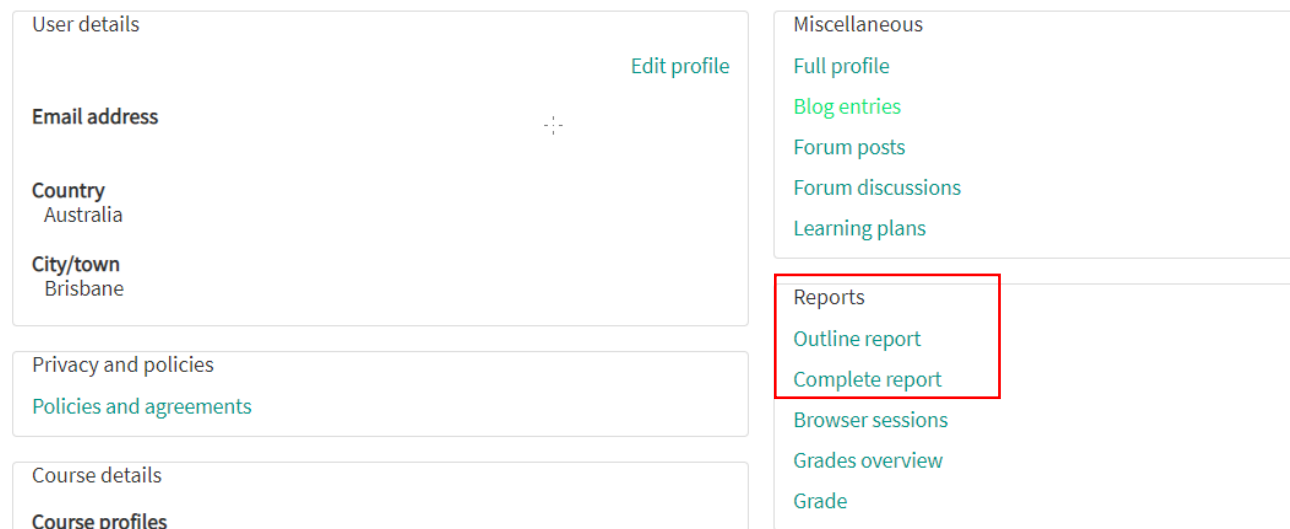 User details
Edit profile
Email address
Country
Australia
City/town
Brisbane
Privacy and policies
Policies and agreements
Course details
Course profiles
Miscellaneous
Full profile
Blog entries
Forum posts
Forum discussions
Learning plans
Reports
Outline report
Complete report
Browser sessions
Grades overview
Grade